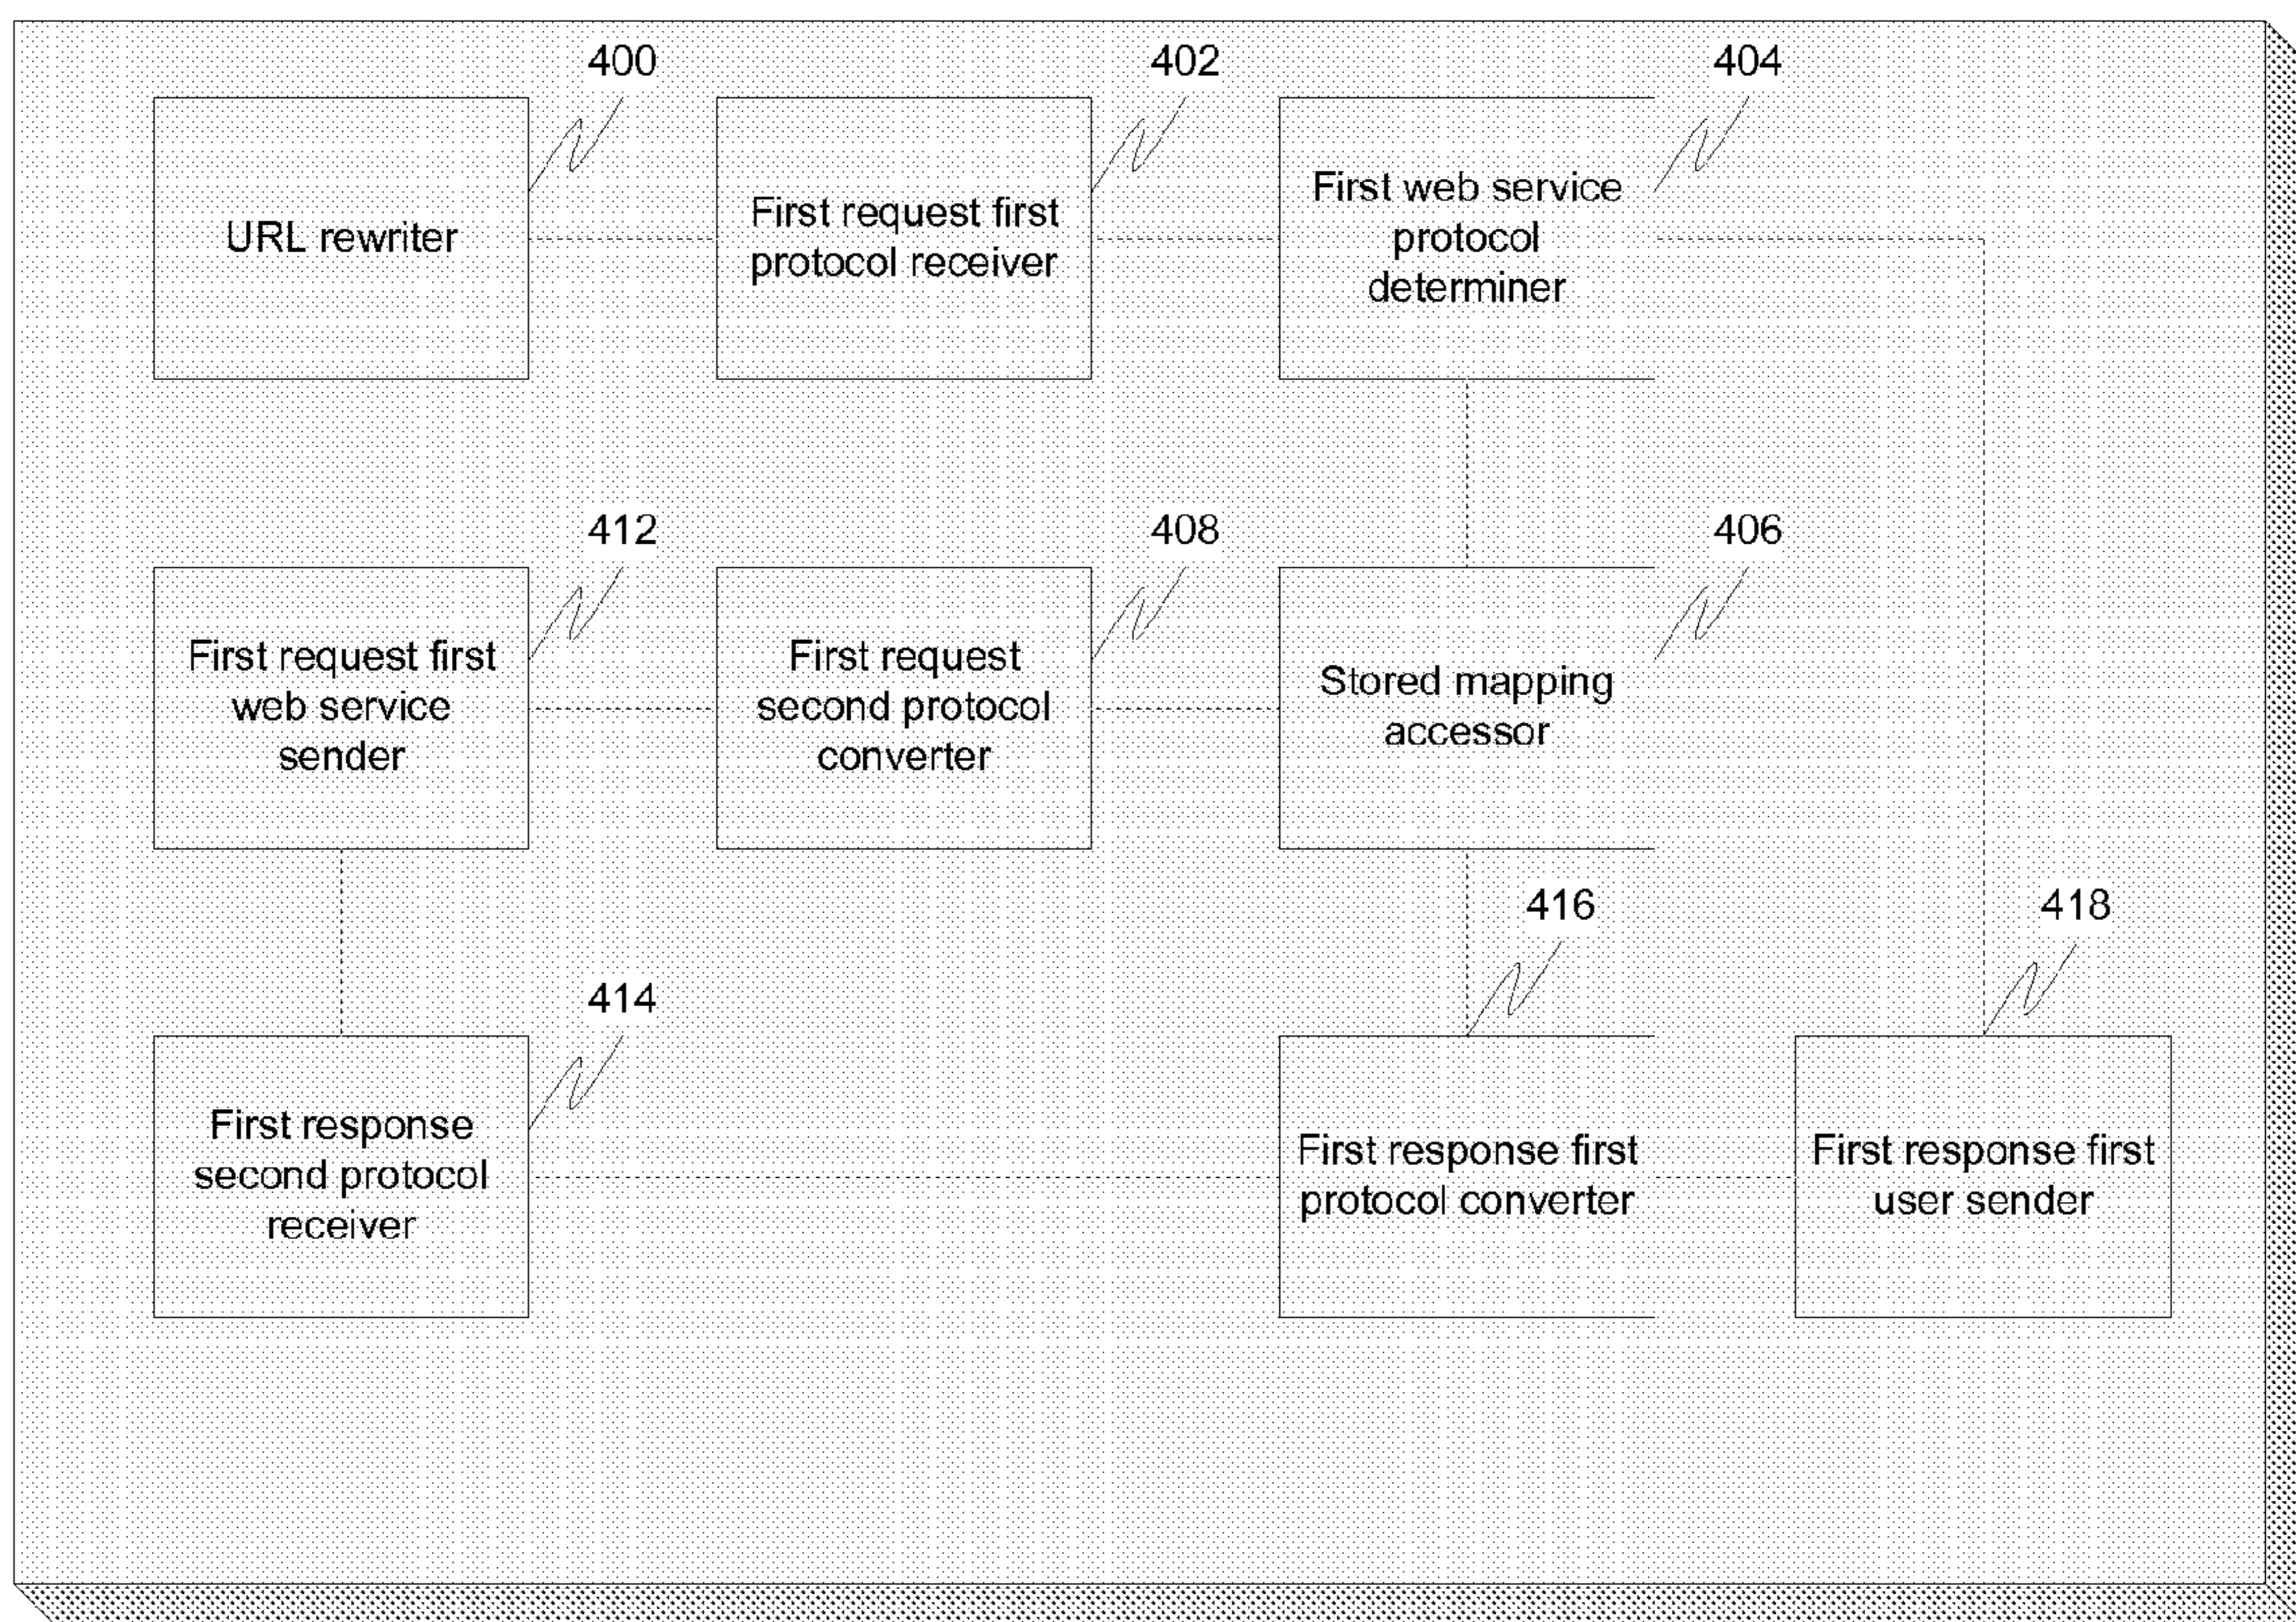 400
402
404
URL rewriter
First request first
protocol receiver
First web service
protocol
determiner
412
408
406
First request first
web service
sender
First request
second protocol
converter
Stored mapping
accessor
416
418
414
First response
second protocol
receiver
First response first
protocol converter
First response first
user sender